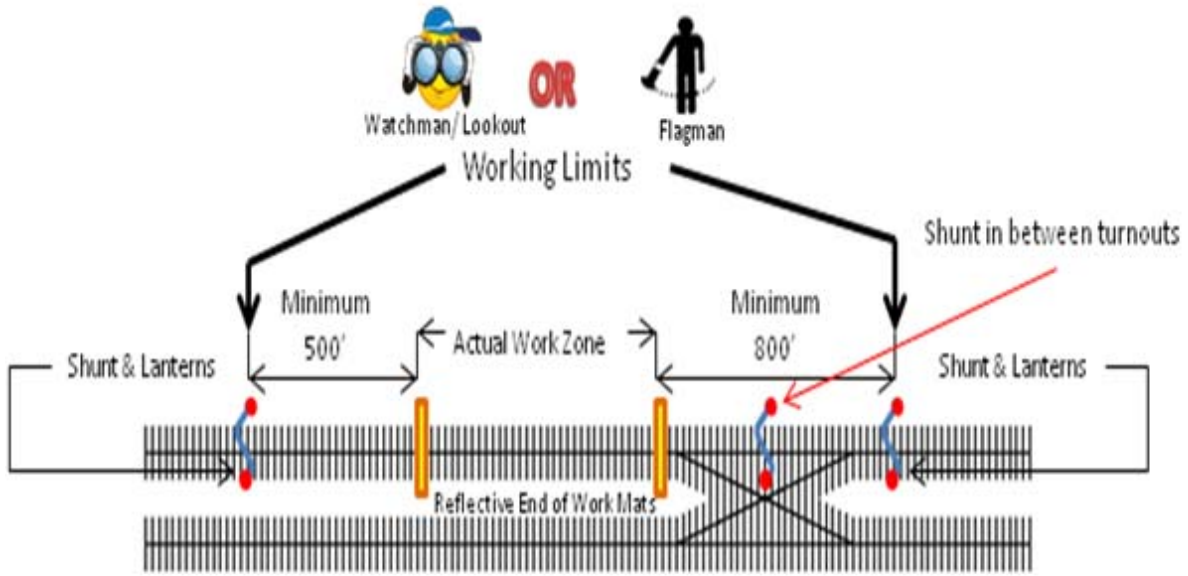 OR
Watchman/ Lookout
Flagman
Working Limits
Shunt in between turnouts
Minimum
500'
Actual Work Zone
Minimum
800'
Shunt & Lanterns
Shunt & Lanterns
Reflective End of Work Mats